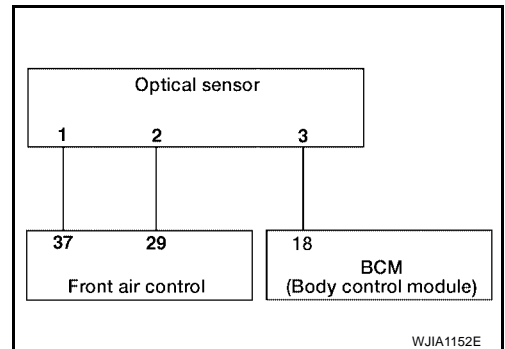 Optical sensor
1 2 3
37 29 18
Front air control
BCM
(Body control module)
WJIA1152E